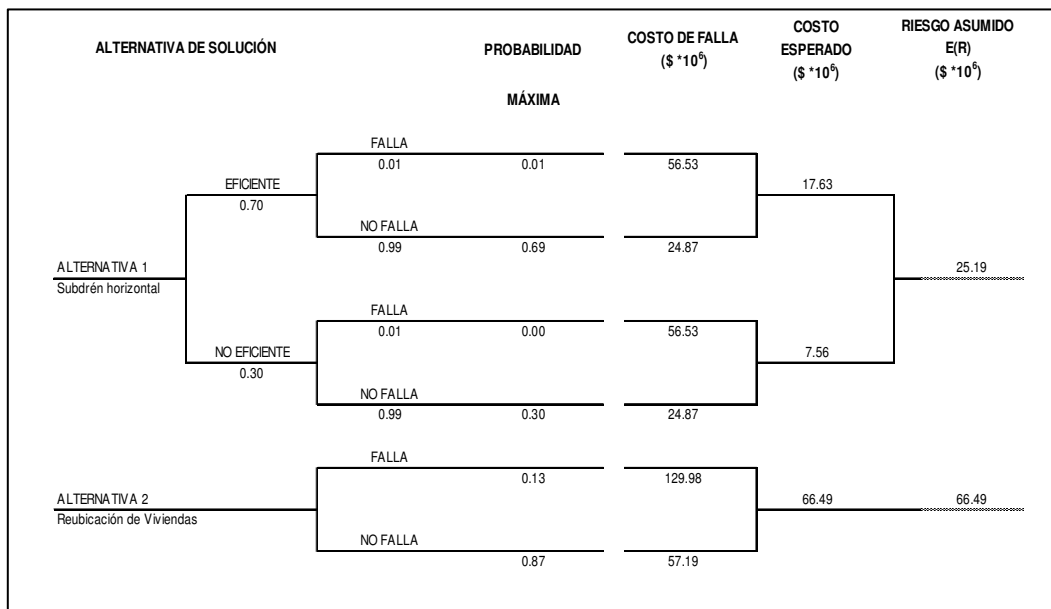 ALTERNATIVA DE SOLUCIÓN
PROBABILIDAD
MÁXIMA
COSTO DE FALLA
($ *10⁶)
COSTO
ESPERADO
($ *10⁶)
RIESGO ASUMIDO
E(R)
($ *10⁶)
FALLA
0.01 0.01 56.53
EFICIENTE
0.70
17.63
NO FALLA
0.99 0.69 24.87
ALTERNATIVA 1
Subdrén horizontal
25.19
FALLA
0.01 0.00 56.53
NO EFICIENTE
0.30
7.56
NO FALLA
0.99 0.30 24.87
FALLA
0.13 129.98
ALTERNATIVA 2
Reubicación de Viviendas
66.49 66.49
NO FALLA
0.87 57.19